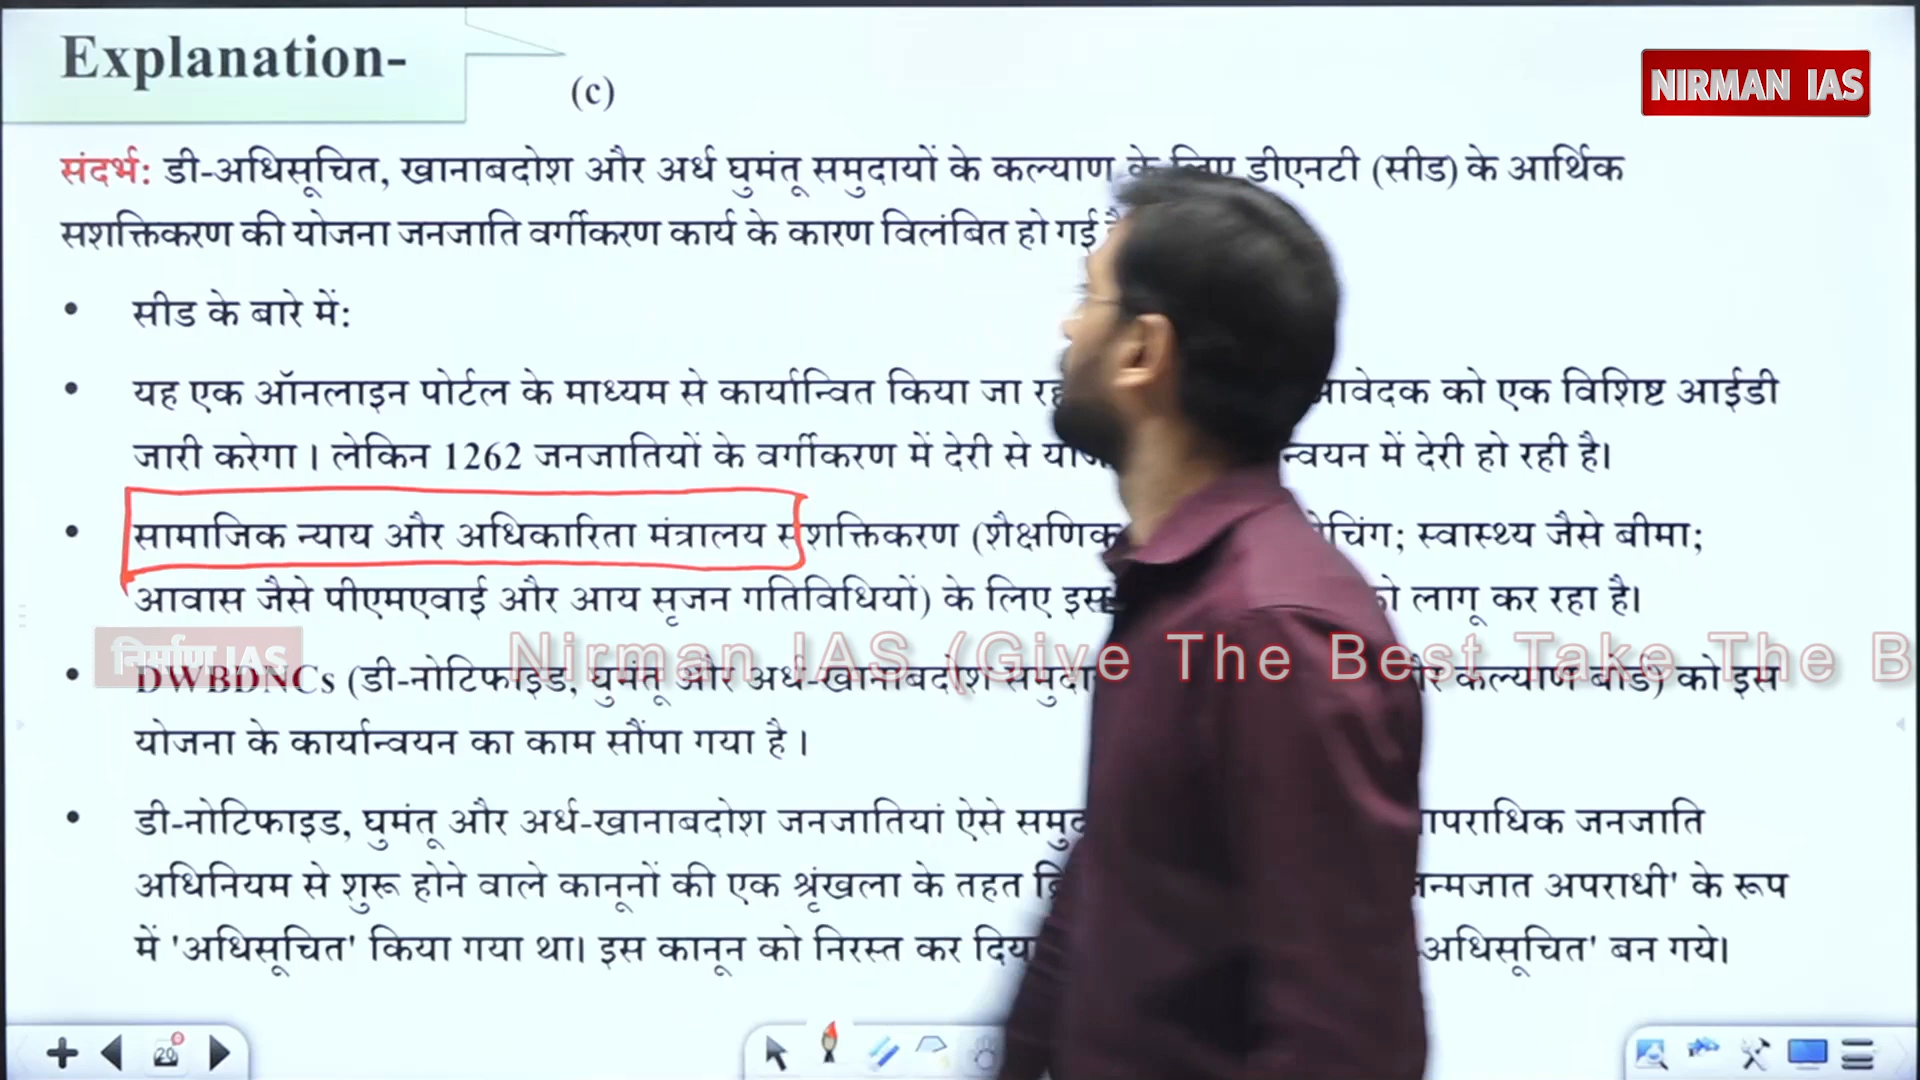 Explanation-
(c)
NIRMAN IAS
संदर्भ: डी-अधिसूचित, खानाबदोश और अर्ध घुमंतू समुदायों के कल्याण के लिए डीएनटी (सीड) के आर्थिक
सशक्तिकरण की योजना जनजाति वर्गीकरण कार्य के कारण विलंबित हो गई
• सीड के बारे में:
• यह एक ऑनलाइन पोर्टल के माध्यम से कार्यान्वित किया जा आवेदक को एक विशिष्ट आईडी
जारी करेगा । लेकिन 1262 जनजातियों के वर्गीकरण में देरी से में देरी हो रही है।
• सामाजिक न्याय और अधिकारिता मंत्रालय सशक्तिकरण (शैक्षणिक स्वास्थ्य जैसे बीमा;
आवास जैसे पीएमएवाई और आय सृजन गतिविधियों) के लिए लागू कर रहा है।
निर्माण IAS
Nirman IAS (Give The Best Take The B
• DWBDNCs (डी-नोटिफाइड, घुमंतू और अर्ध-खानाबदोश कल्याण बोर्ड) को इस
योजना के कार्यान्वयन का काम सौंपा गया है ।
• डी-नोटिफाइड, घुमंतू और अर्ध-खानाबदोश जनजातियां ऐसे जनजाति
अधिनियम से शुरू होने वाले कानूनों की एक श्रृंखला के तहत अपराधी' के रूप
में 'अधिसूचित' किया गया था। इस कानून को निरस्त कर -अधिसूचित' बन गये।
20